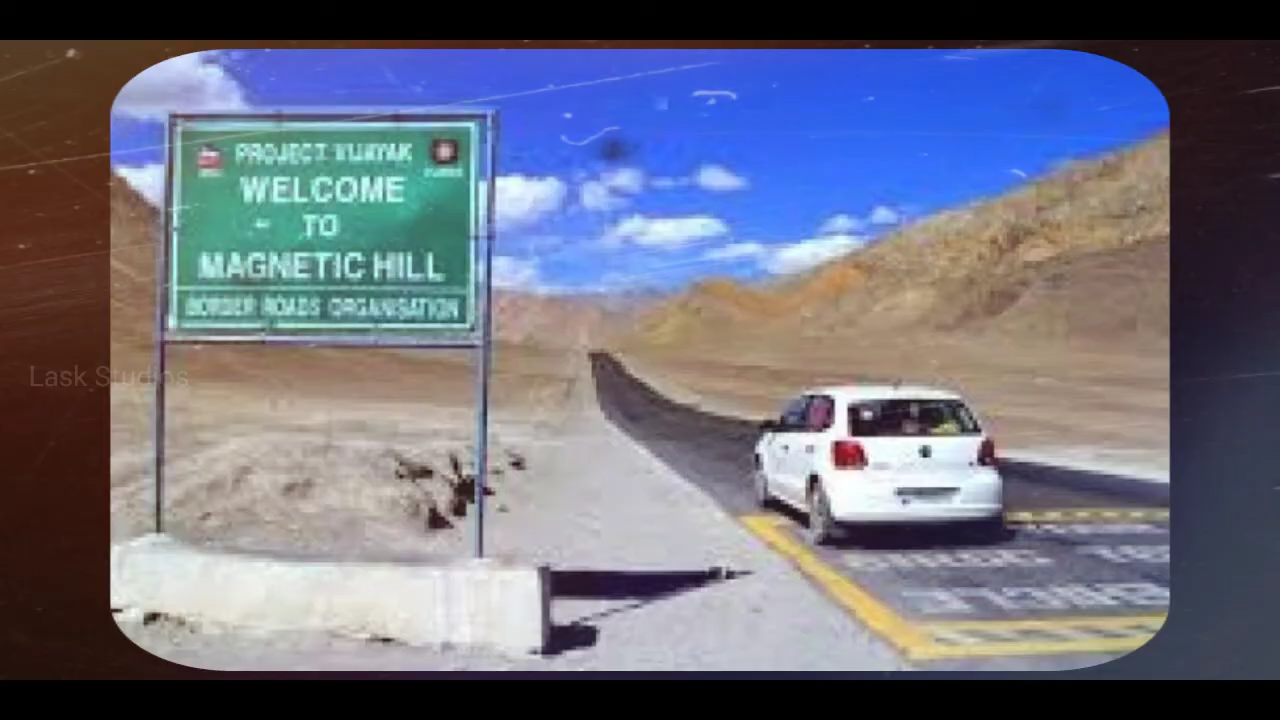 PROJECT VIJAYAK
WELCOME
TO
MAGNETIC HILL
BORDER ROADS ORGANISATION
Lask Studios